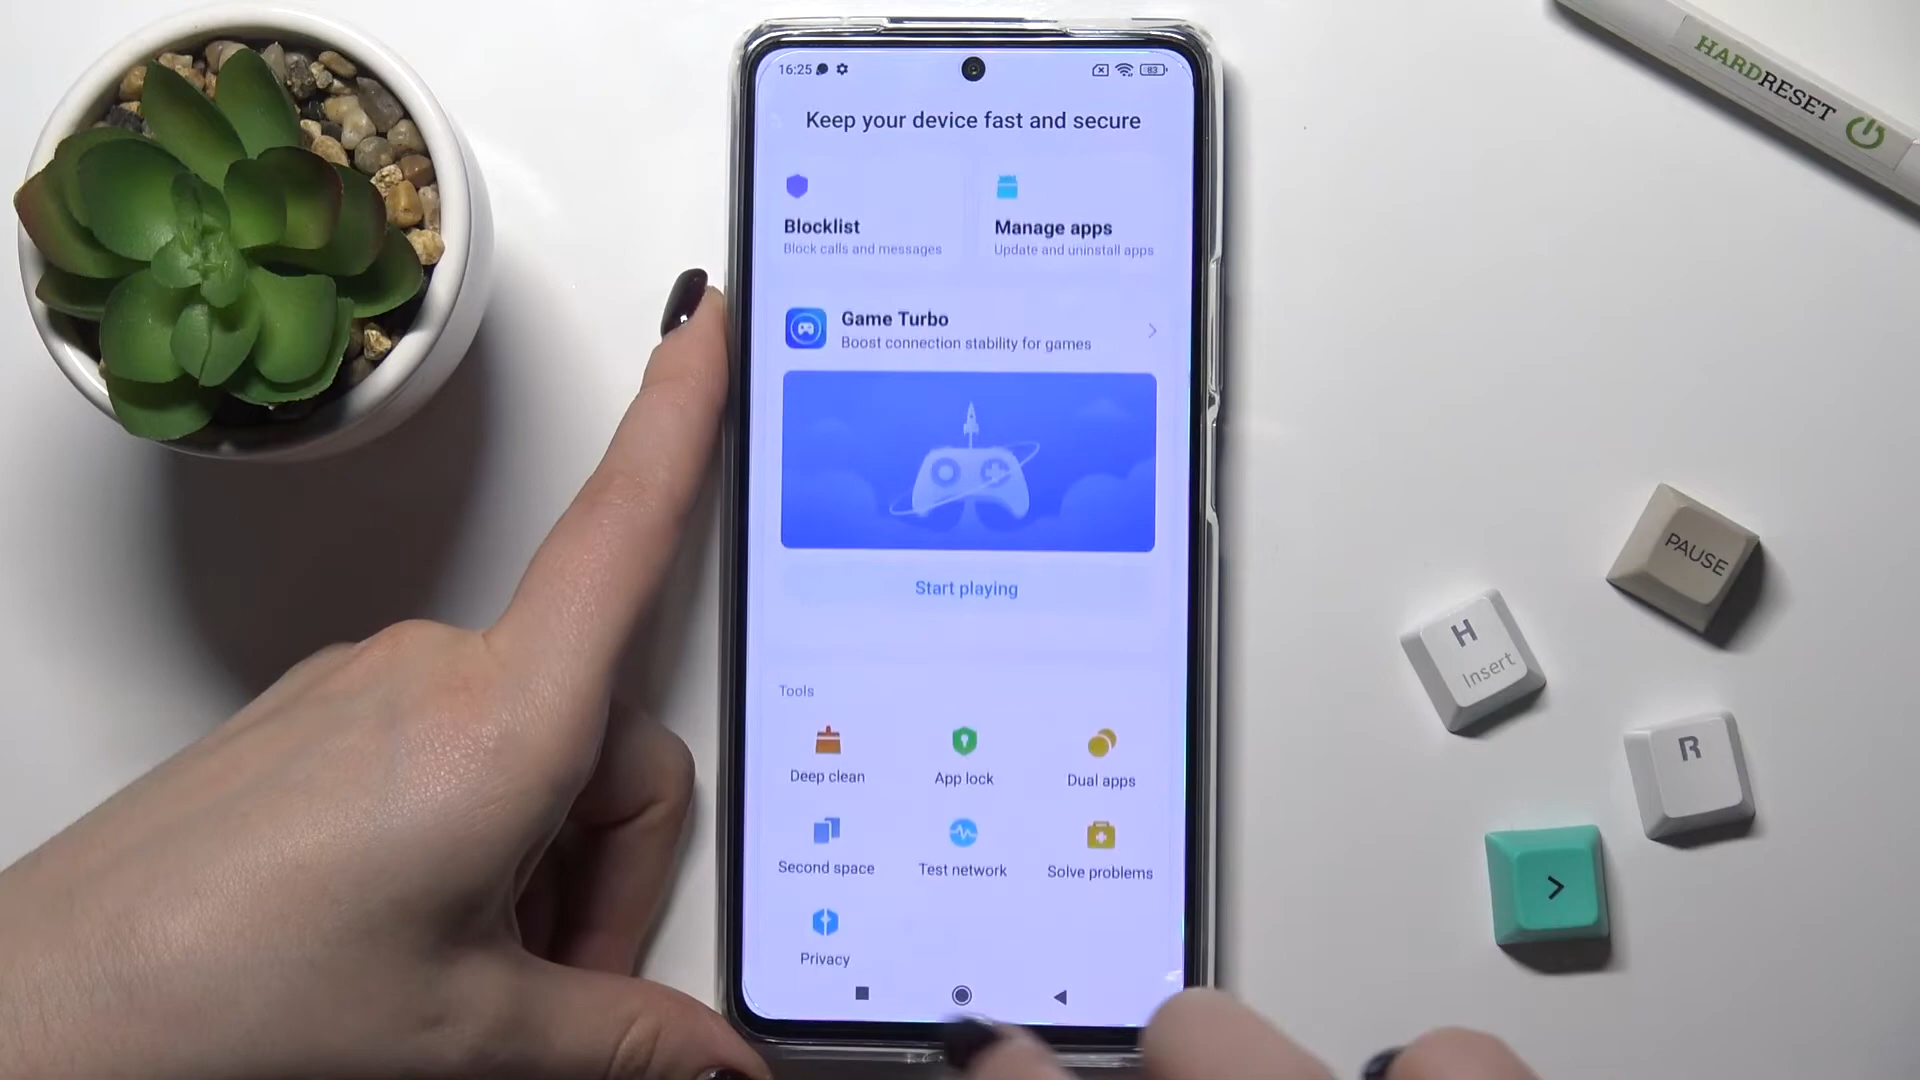 16:25
83
Keep your device fast and secure
Blocklist
Block calls and messages
Manage apps
Update and uninstall apps
Game Turbo
Boost connection stability for games
Start playing
Tools
Deep clean
App lock
Dual apps
Second space
Test network
Solve problems
Privacy
HARDRESET
PAUSE
H
Insert
R
>